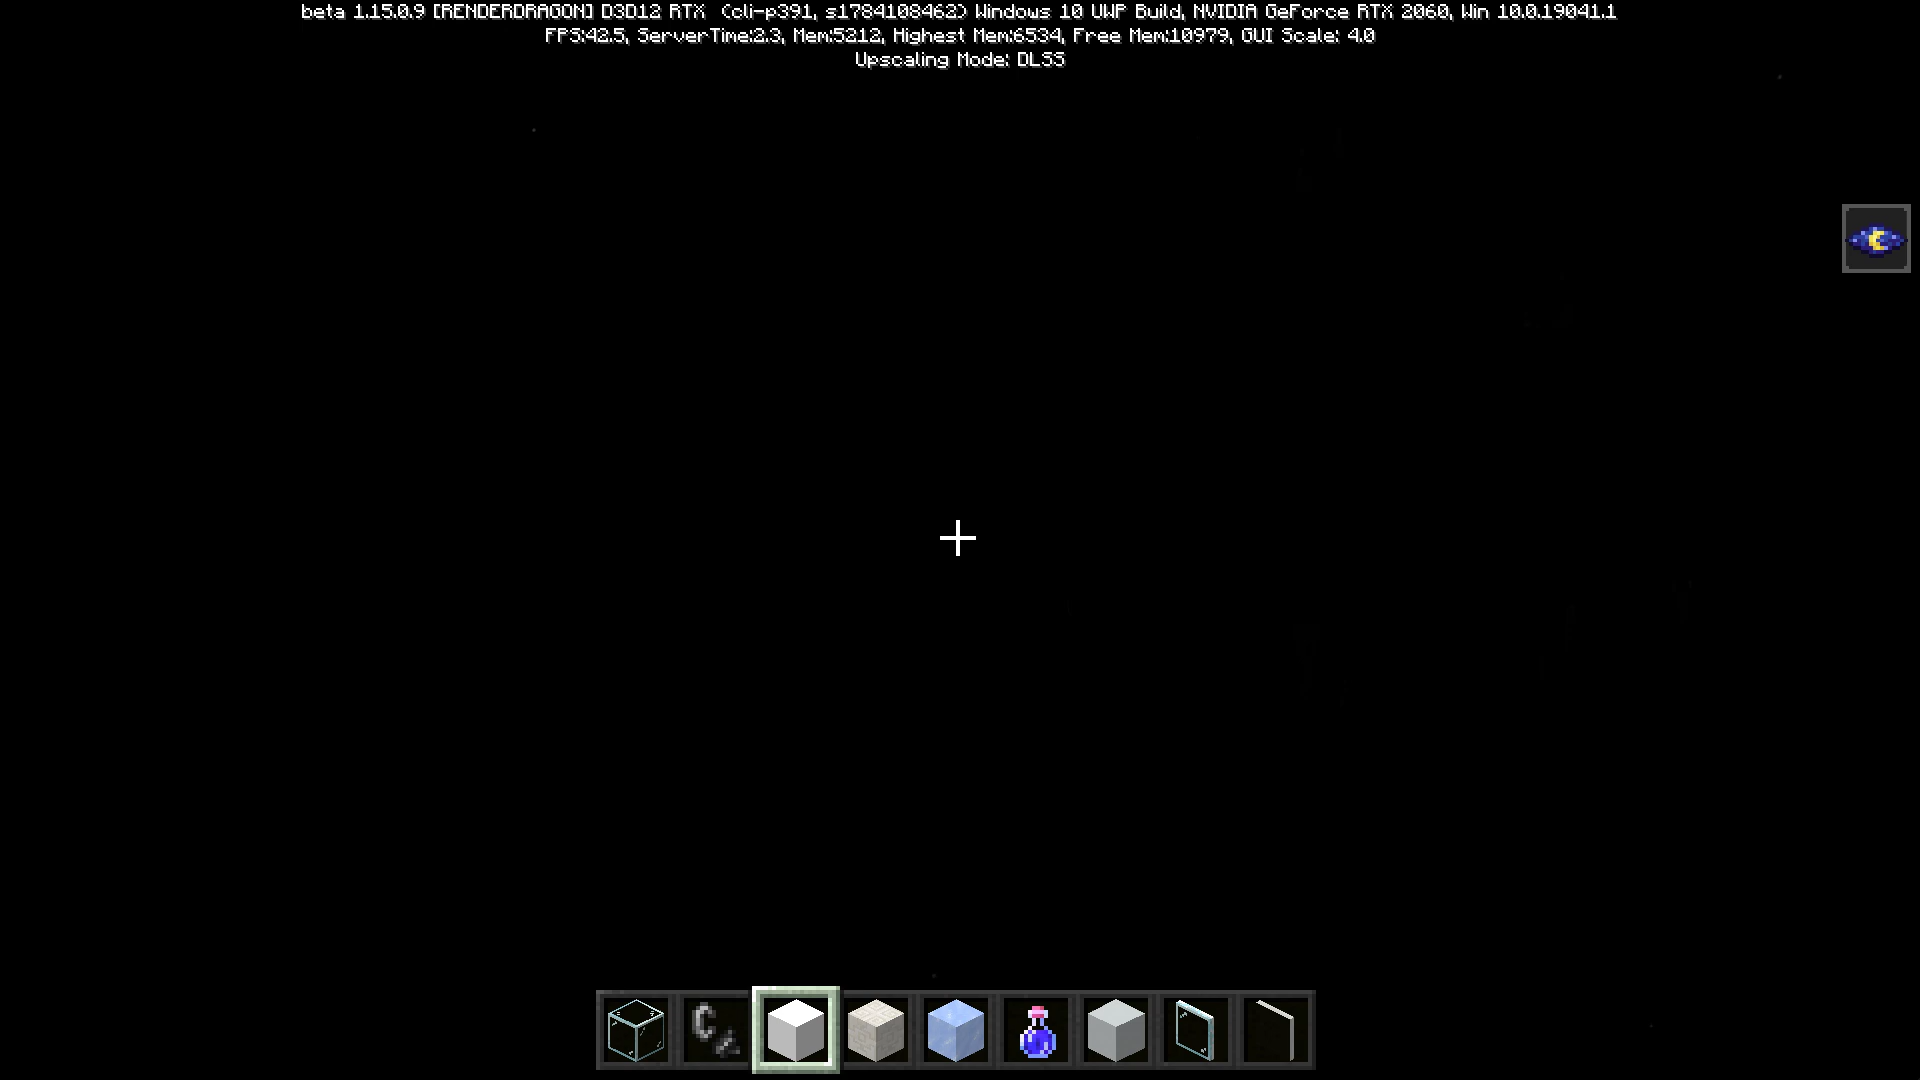 beta 1.15.0.9 [RENDERDRAGON] D3D12 RTX  (cli-p391, s1784108462) Windows 10 UWP Build, NVIDIA GeForce RTX 2060, Win 10.0.19041.1
FPS:42.5, ServerTime:2.3, Mem:5212, Highest Mem:6534, Free Mem:10979, GUI Scale: 4.0
Upscaling Mode: DLSS